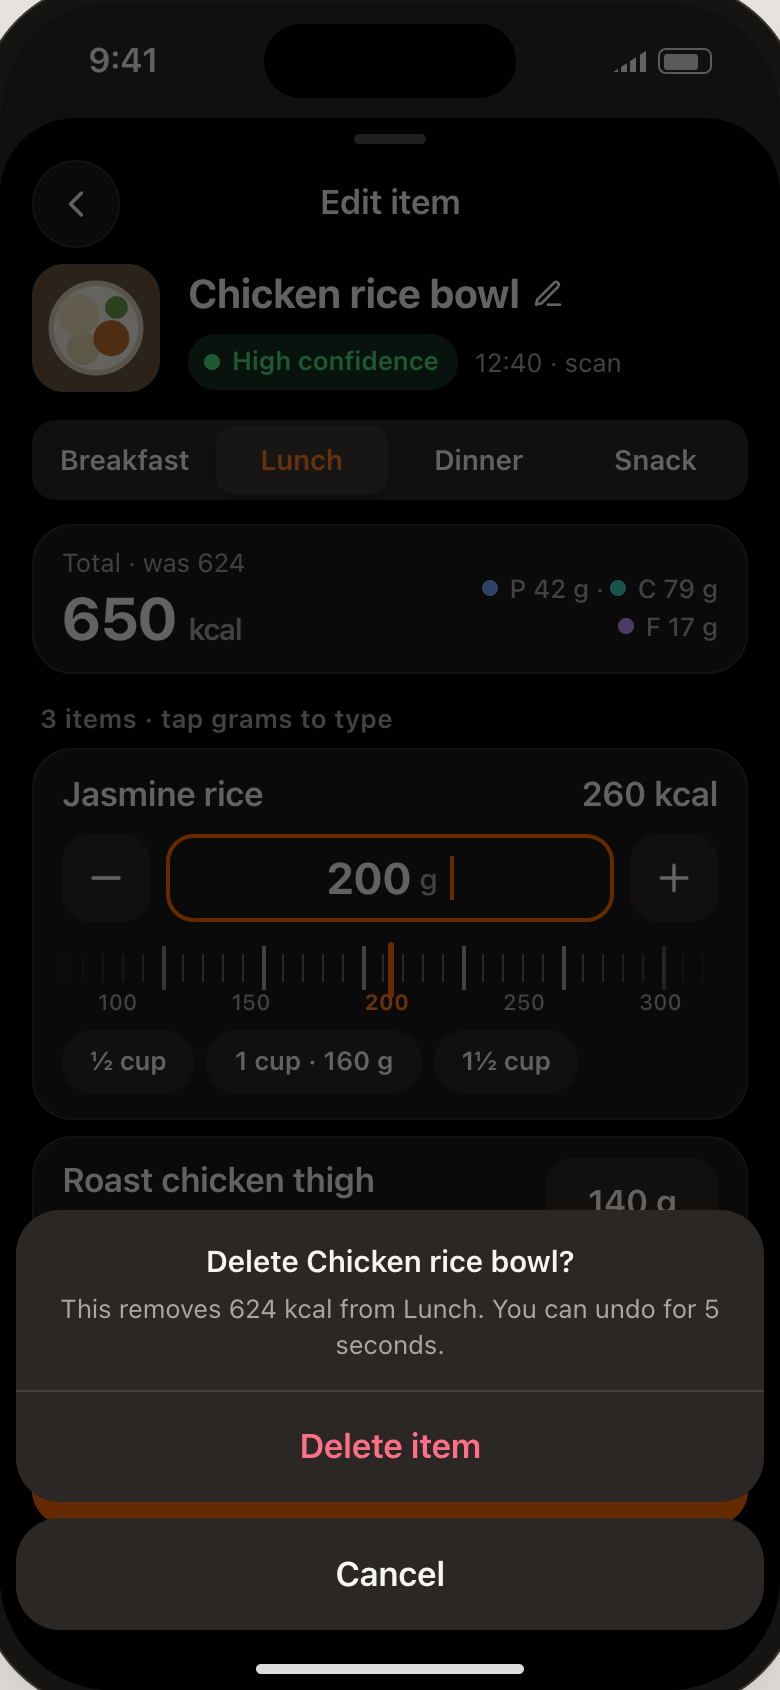 9:41
Edit item
Chicken rice bowl
High confidence
12:40 · scan
Breakfast Lunch Dinner Snack
Total · was 624
650 kcal
P 42 g · C 79 g
F 17 g
3 items · tap grams to type
Jasmine rice 260 kcal
200 g
100 150 200 250 300
½ cup 1 cup · 160 g 1½ cup
Roast chicken thigh
140 g
Delete Chicken rice bowl?
This removes 624 kcal from Lunch. You can undo for 5
seconds.
Delete item
Cancel